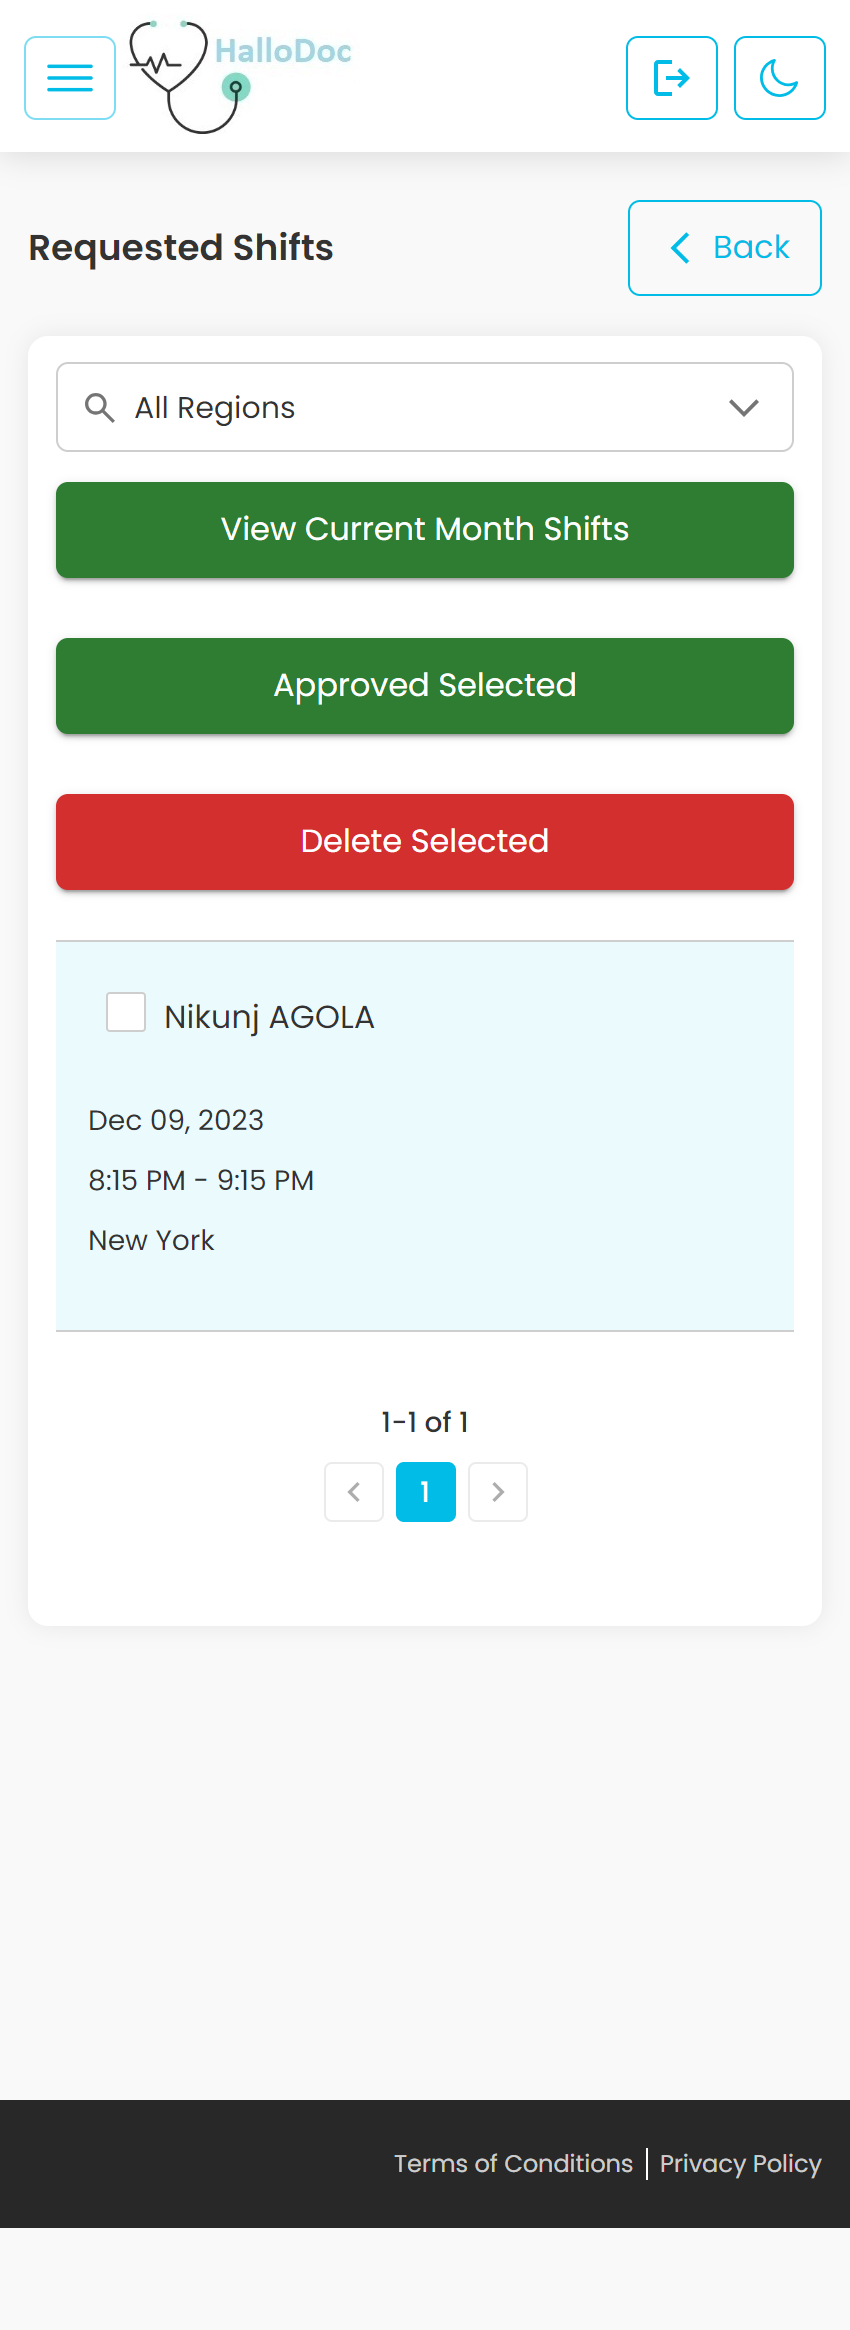 HalloDoc
Requested Shifts
Back
All Regions
View Current Month Shifts
Approved Selected
Delete Selected
Nikunj AGOLA
Dec 09, 2023
8:15 PM - 9:15 PM
New York
1-1 of 1
1
Terms of Conditions | Privacy Policy